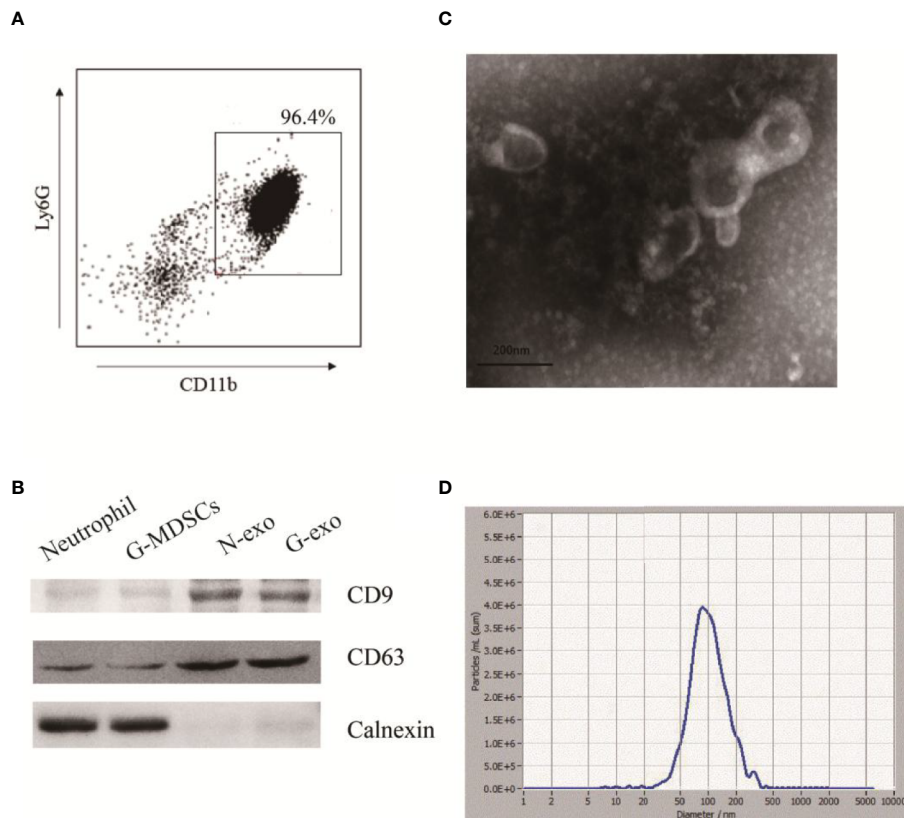 A
96.4%
Ly6G
CD11b
B
Neutrophil
G-MDSCs
N-exo
G-exo
CD9
CD63
Calnexin
C
200nm
D
6.0E+6
5.5E+6
5.0E+6
4.5E+6
4.0E+6
3.5E+6
3.0E+6
2.5E+6
2.0E+6
1.5E+6
1.0E+6
5.0E+5
0.0E+0
Particles /mL (sum)
1 2 5 10 20 50 100 200 500 1000 2000 5000 10000
Diameter / nm